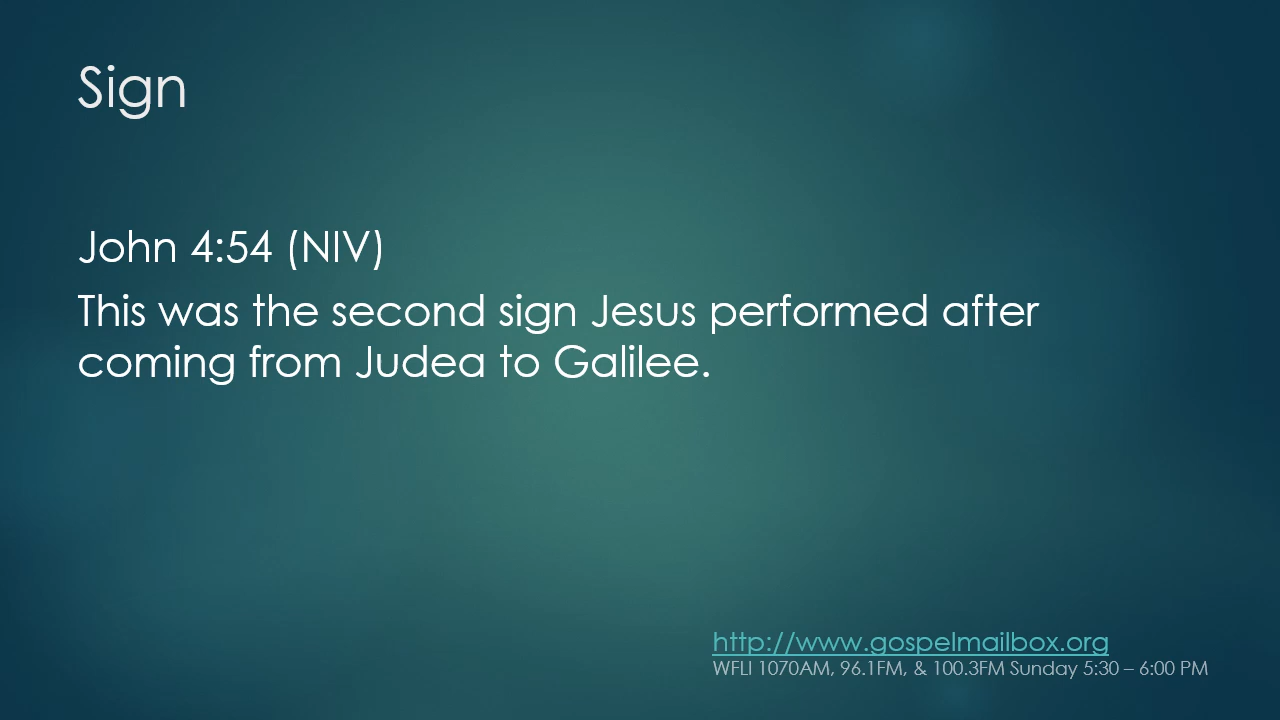 Sign
John 4:54 (NIV)
This was the second sign Jesus performed after
coming from Judea to Galilee.
http://www.gospelmailbox.org
WFLI 1070AM, 96.1FM, & 100.3FM Sunday 5:30 – 6:00 PM